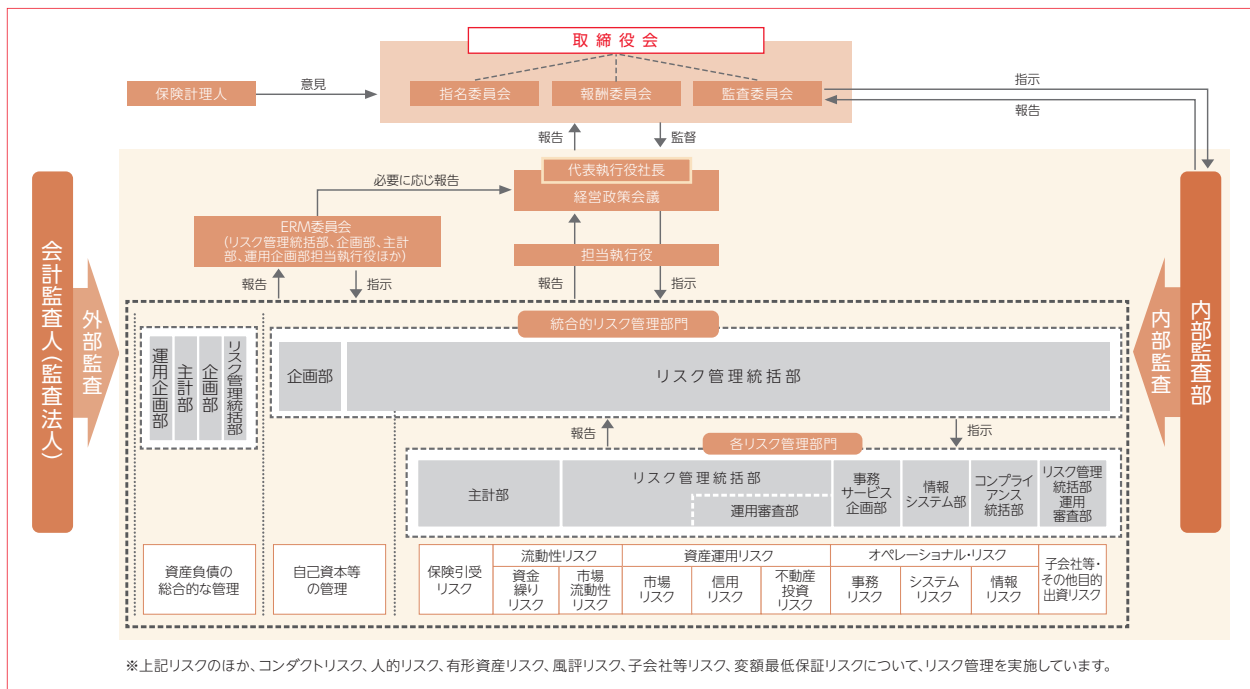 取締役会
保険計理人
意見
指名委員会
報酬委員会
監査委員会
指示
報告
報告
監督
代表執行役社長
経営政策会議
必要に応じ報告
ERM委員会
(リスク管理統括部、企画部、主計
部、運用企画部担当執行役ほか)
担当執行役
報告
指示
報告
指示
会計監査人(監査法人)
外部監査
内部監査
内部監査部
統合的リスク管理部門
運用企画部
主計部
企画部
リスク管理統括部
企画部
リスク管理統括部
報告
指示
各リスク管理部門
主計部
リスク管理統括部
運用審査部
事務
サービス
企画部
情報
システム部
コンプライ
アンス
統括部
リスク管理
統括部
運用
審査部
資産負債の
総合的な管理
自己資本等
の管理
保険引受
リスク
流動性リスク
資金
繰り
リスク
市場
流動性
リスク
資産運用リスク
市場
リスク
信用
リスク
不動産
投資
リスク
オペレーショナル・リスク
事務
リスク
システム
リスク
情報
リスク
子会社等・
その他目的
出資リスク
※上記リスクのほか、コンダクトリスク、人的リスク、有形資産リスク、風評リスク、子会社等リスク、変額最低保証リスクについて、リスク管理を実施しています。